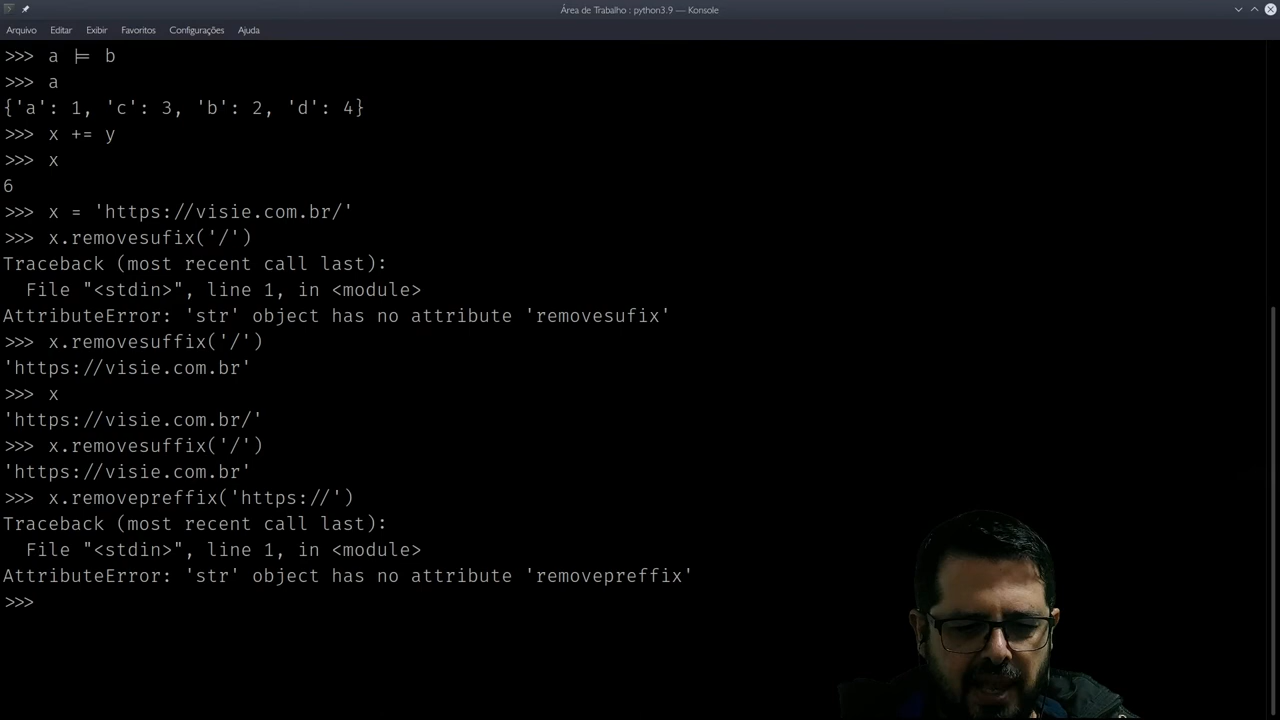 Área de Trabalho : python3.9 — Konsole
Arquivo Editar Exibir Favoritos Configurações Ajuda
>>> a |= b
>>> a
{'a': 1, 'c': 3, 'b': 2, 'd': 4}
>>> x += y
>>> x
6
>>> x = 'https://visie.com.br/'
>>> x.removesufix('/')
Traceback (most recent call last):
  File "<stdin>", line 1, in <module>
AttributeError: 'str' object has no attribute 'removesufix'
>>> x.removesuffix('/')
'https://visie.com.br'
>>> x
'https://visie.com.br/'
>>> x.removesuffix('/')
'https://visie.com.br'
>>> x.removepreffix('https://')
Traceback (most recent call last):
  File "<stdin>", line 1, in <module>
AttributeError: 'str' object has no attribute 'removepreffix'
>>>